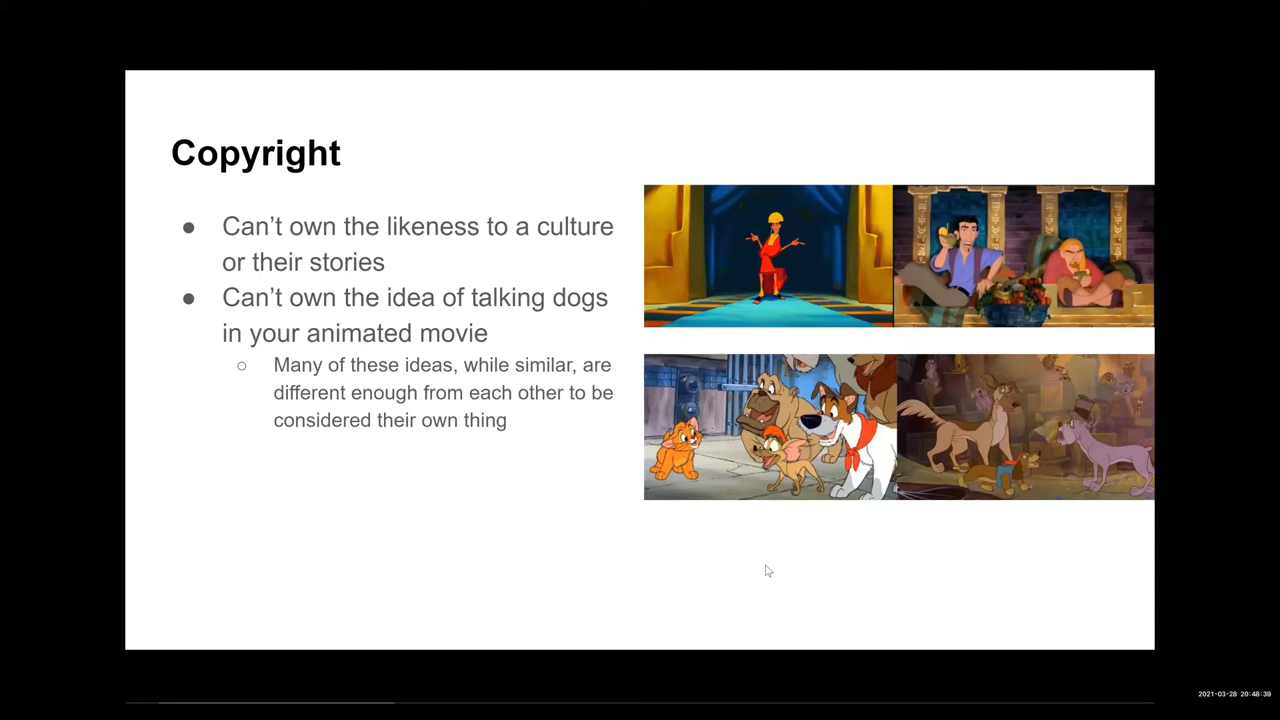 Copyright
● Can’t own the likeness to a culture
or their stories
● Can’t own the idea of talking dogs
in your animated movie
○ Many of these ideas, while similar, are
different enough from each other to be
considered their own thing
2021-03-28 20:48:39